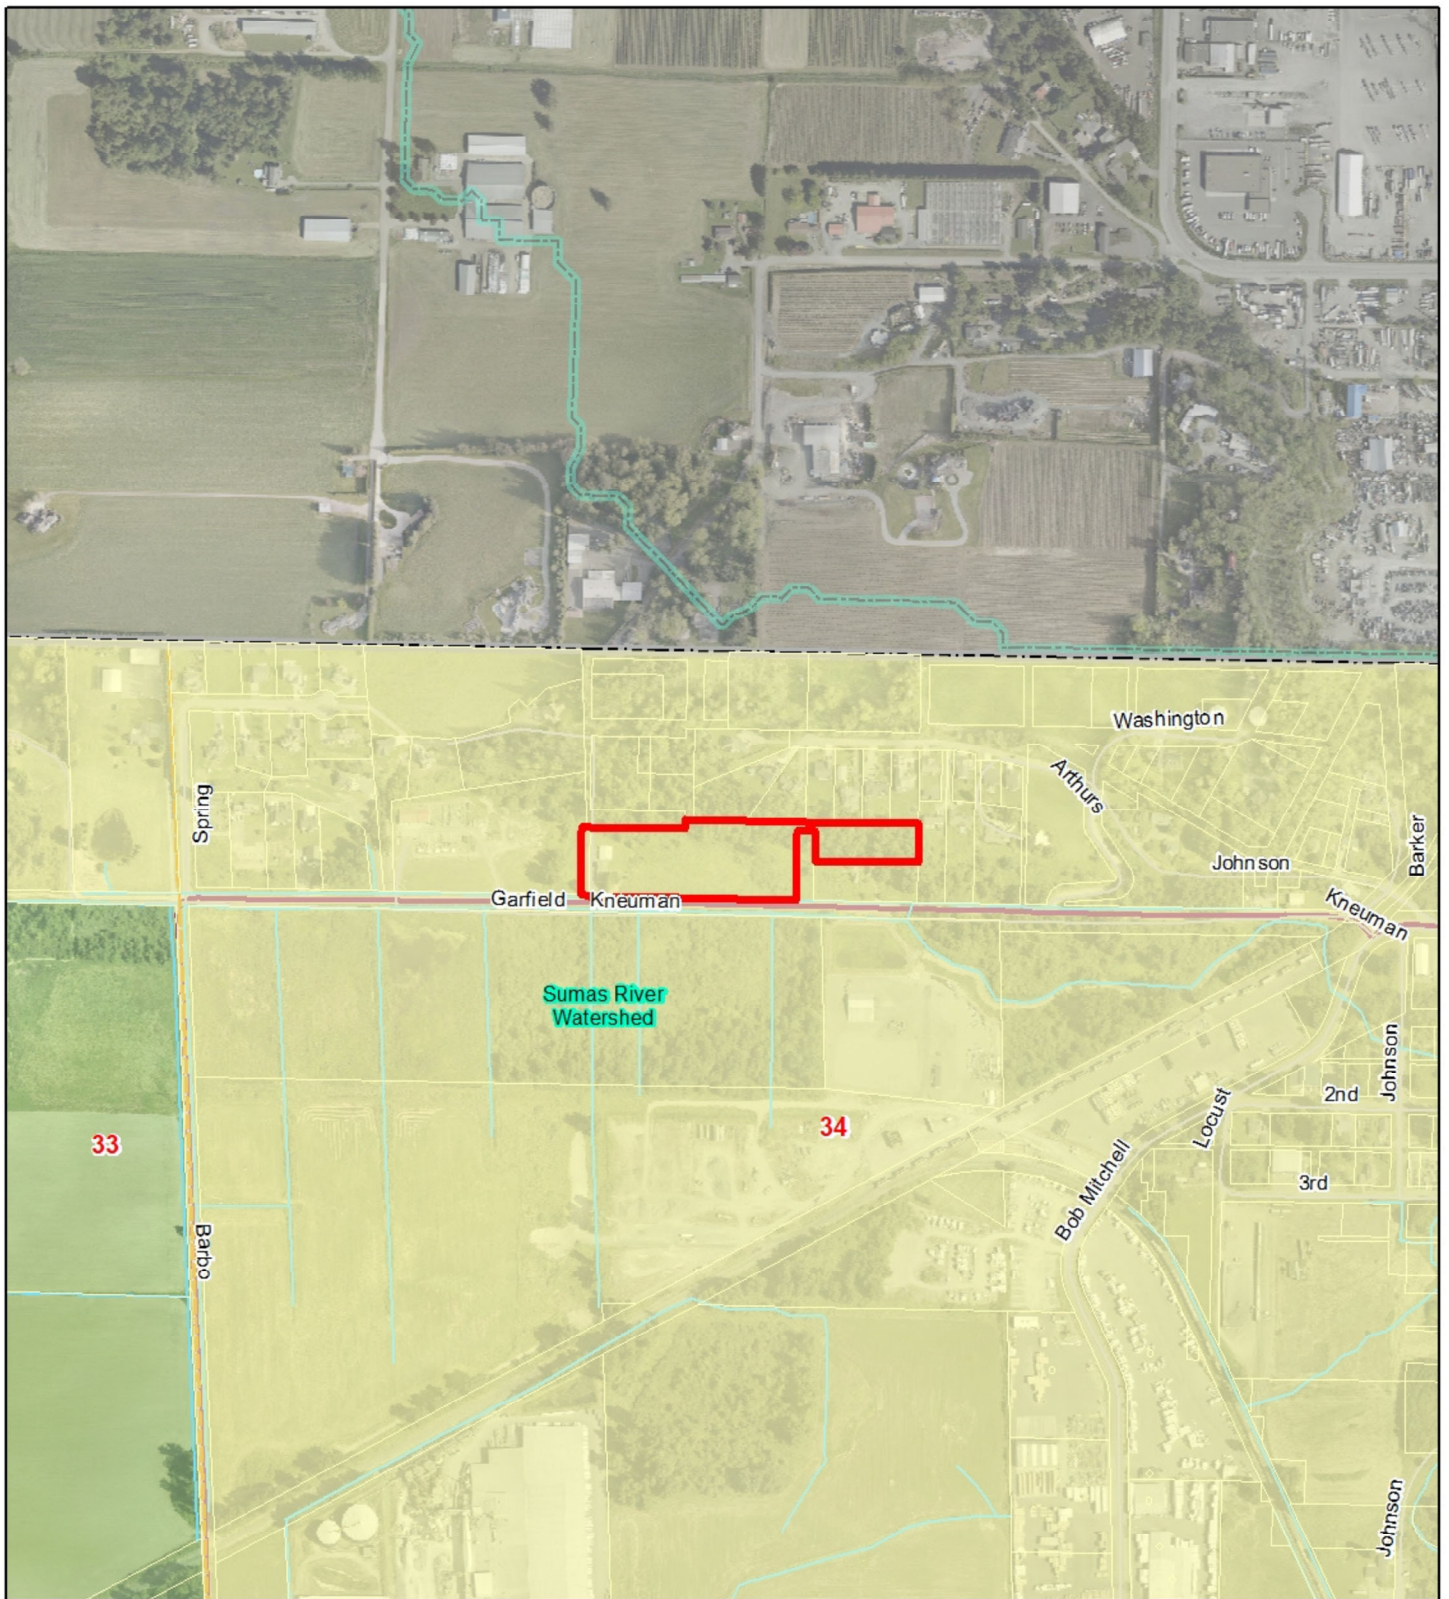 Washington
Arthurs
Spring
Barker
Johnson
Garfield
Kneuman
Kneuman
Sumas River
Watershed
Johnson
2nd
Locust
34
33
Bob Mitchell
3rd
Barbo
Johnson